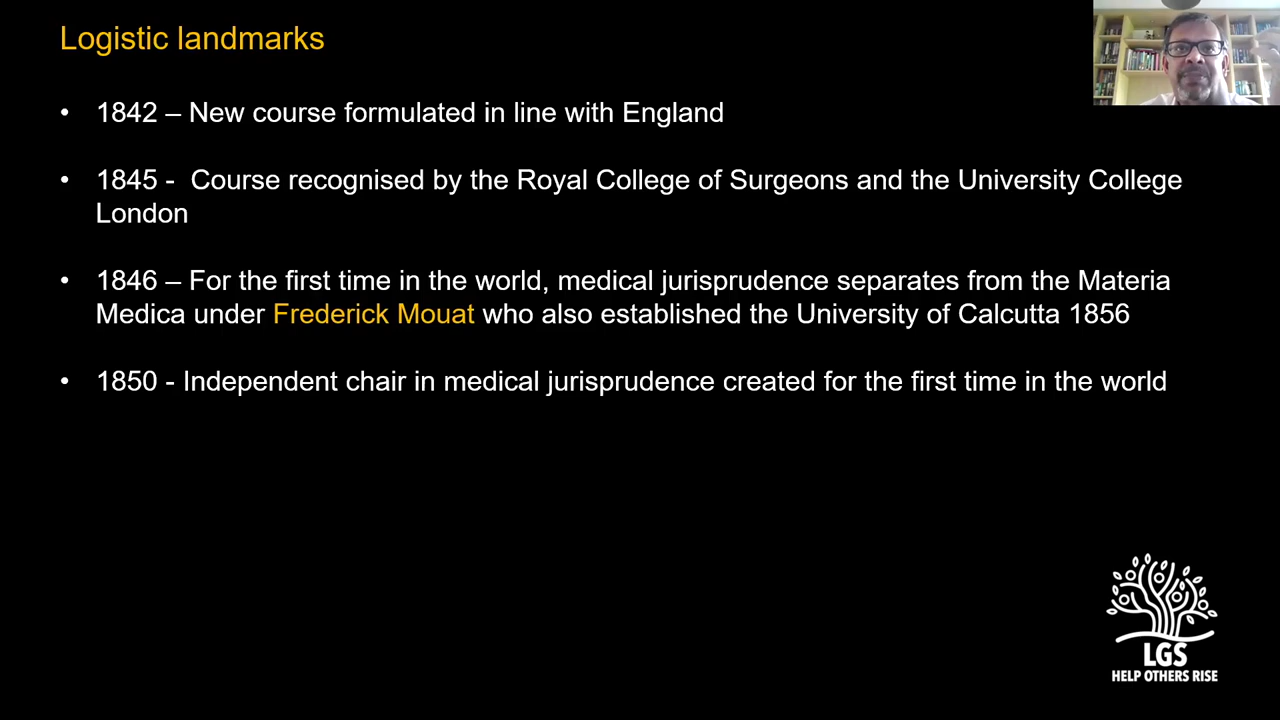 Logistic landmarks
• 1842 – New course formulated in line with England
• 1845 - Course recognised by the Royal College of Surgeons and the University College
London
• 1846 – For the first time in the world, medical jurisprudence separates from the Materia
Medica under Frederick Mouat who also established the University of Calcutta 1856
• 1850 - Independent chair in medical jurisprudence created for the first time in the world
LGS
HELP OTHERS RISE